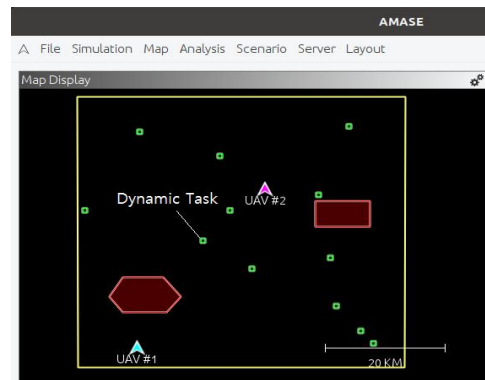 AMASE
File Simulation Map Analysis Scenario Server Layout
Map Display
Dynamic Task
UAV #2
UAV #1
20 KM